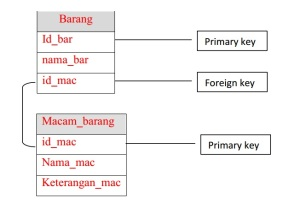 Barang
Id_bar
Primary key
nama_bar
id_mac
Foreign key
Macam_barang
id_mac
Primary key
Nama_mac
Keterangan_mac